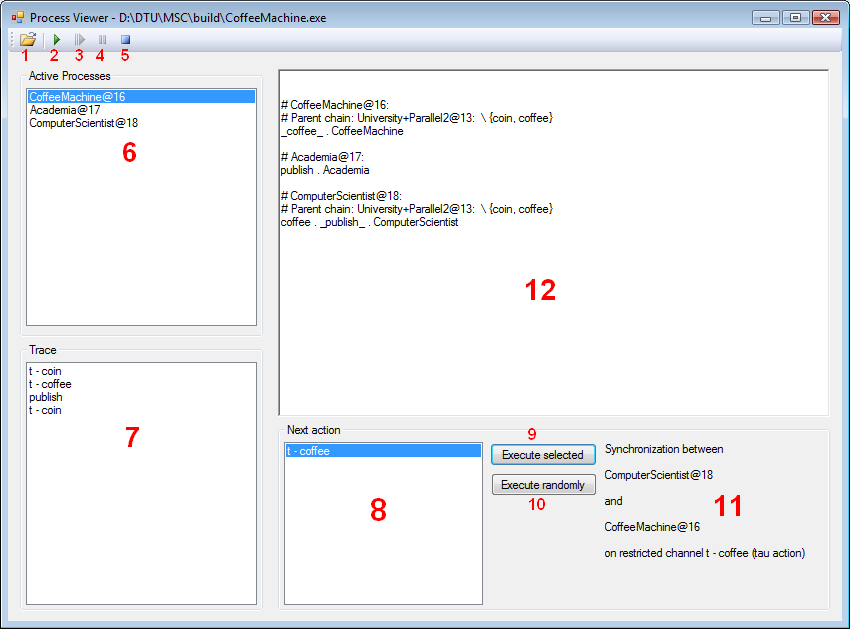 Process Viewer - D:\DTU\MSC\build\CoffeeMachine.exe
1 2 3 4 5
Active Processes
CoffeeMachine@16
Academia@17
ComputerScientist@18
6
# CoffeeMachine@16:
# Parent chain: University+Parallel2@13: \ {coin, coffee}
_coffee_ . CoffeeMachine
# Academia@17:
publish . Academia
# ComputerScientist@18:
# Parent chain: University+Parallel2@13: \ {coin, coffee}
coffee . _publish_ . ComputerScientist
12
Trace
t - coin
t - coffee
publish
t - coin
7
Next action
t - coffee
8
9
Execute selected
Execute randomly
10
Synchronization between
ComputerScientist@18
and
CoffeeMachine@16
on restricted channel t - coffee (tau action)
11